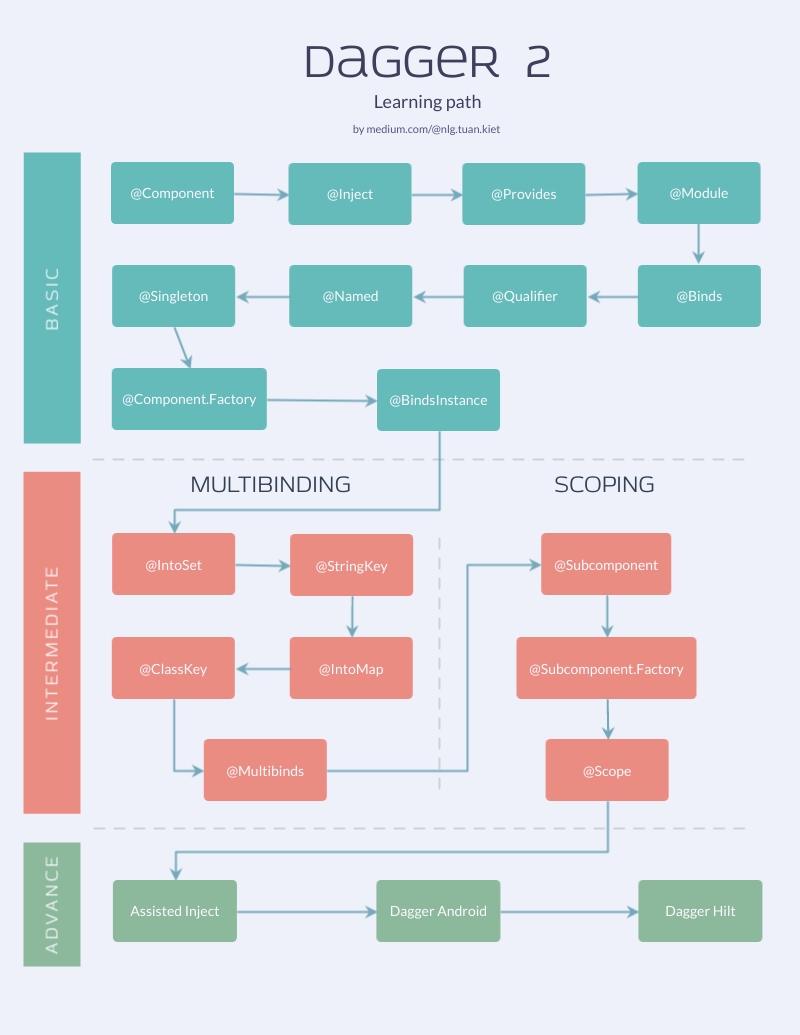 DAGGER 2
Learning path
by medium.com/@nlg.tuan.kiet
BASIC
@Component
@Inject
@Provides
@Module
@Singleton
@Named
@Qualifier
@Binds
@Component.Factory
@BindsInstance
INTERMEDIATE
MULTIBINDING
SCOPING
@IntoSet
@StringKey
@Subcomponent
@ClassKey
@IntoMap
@Subcomponent.Factory
@Multibinds
@Scope
ADVANCE
Assisted Inject
Dagger Android
Dagger Hilt